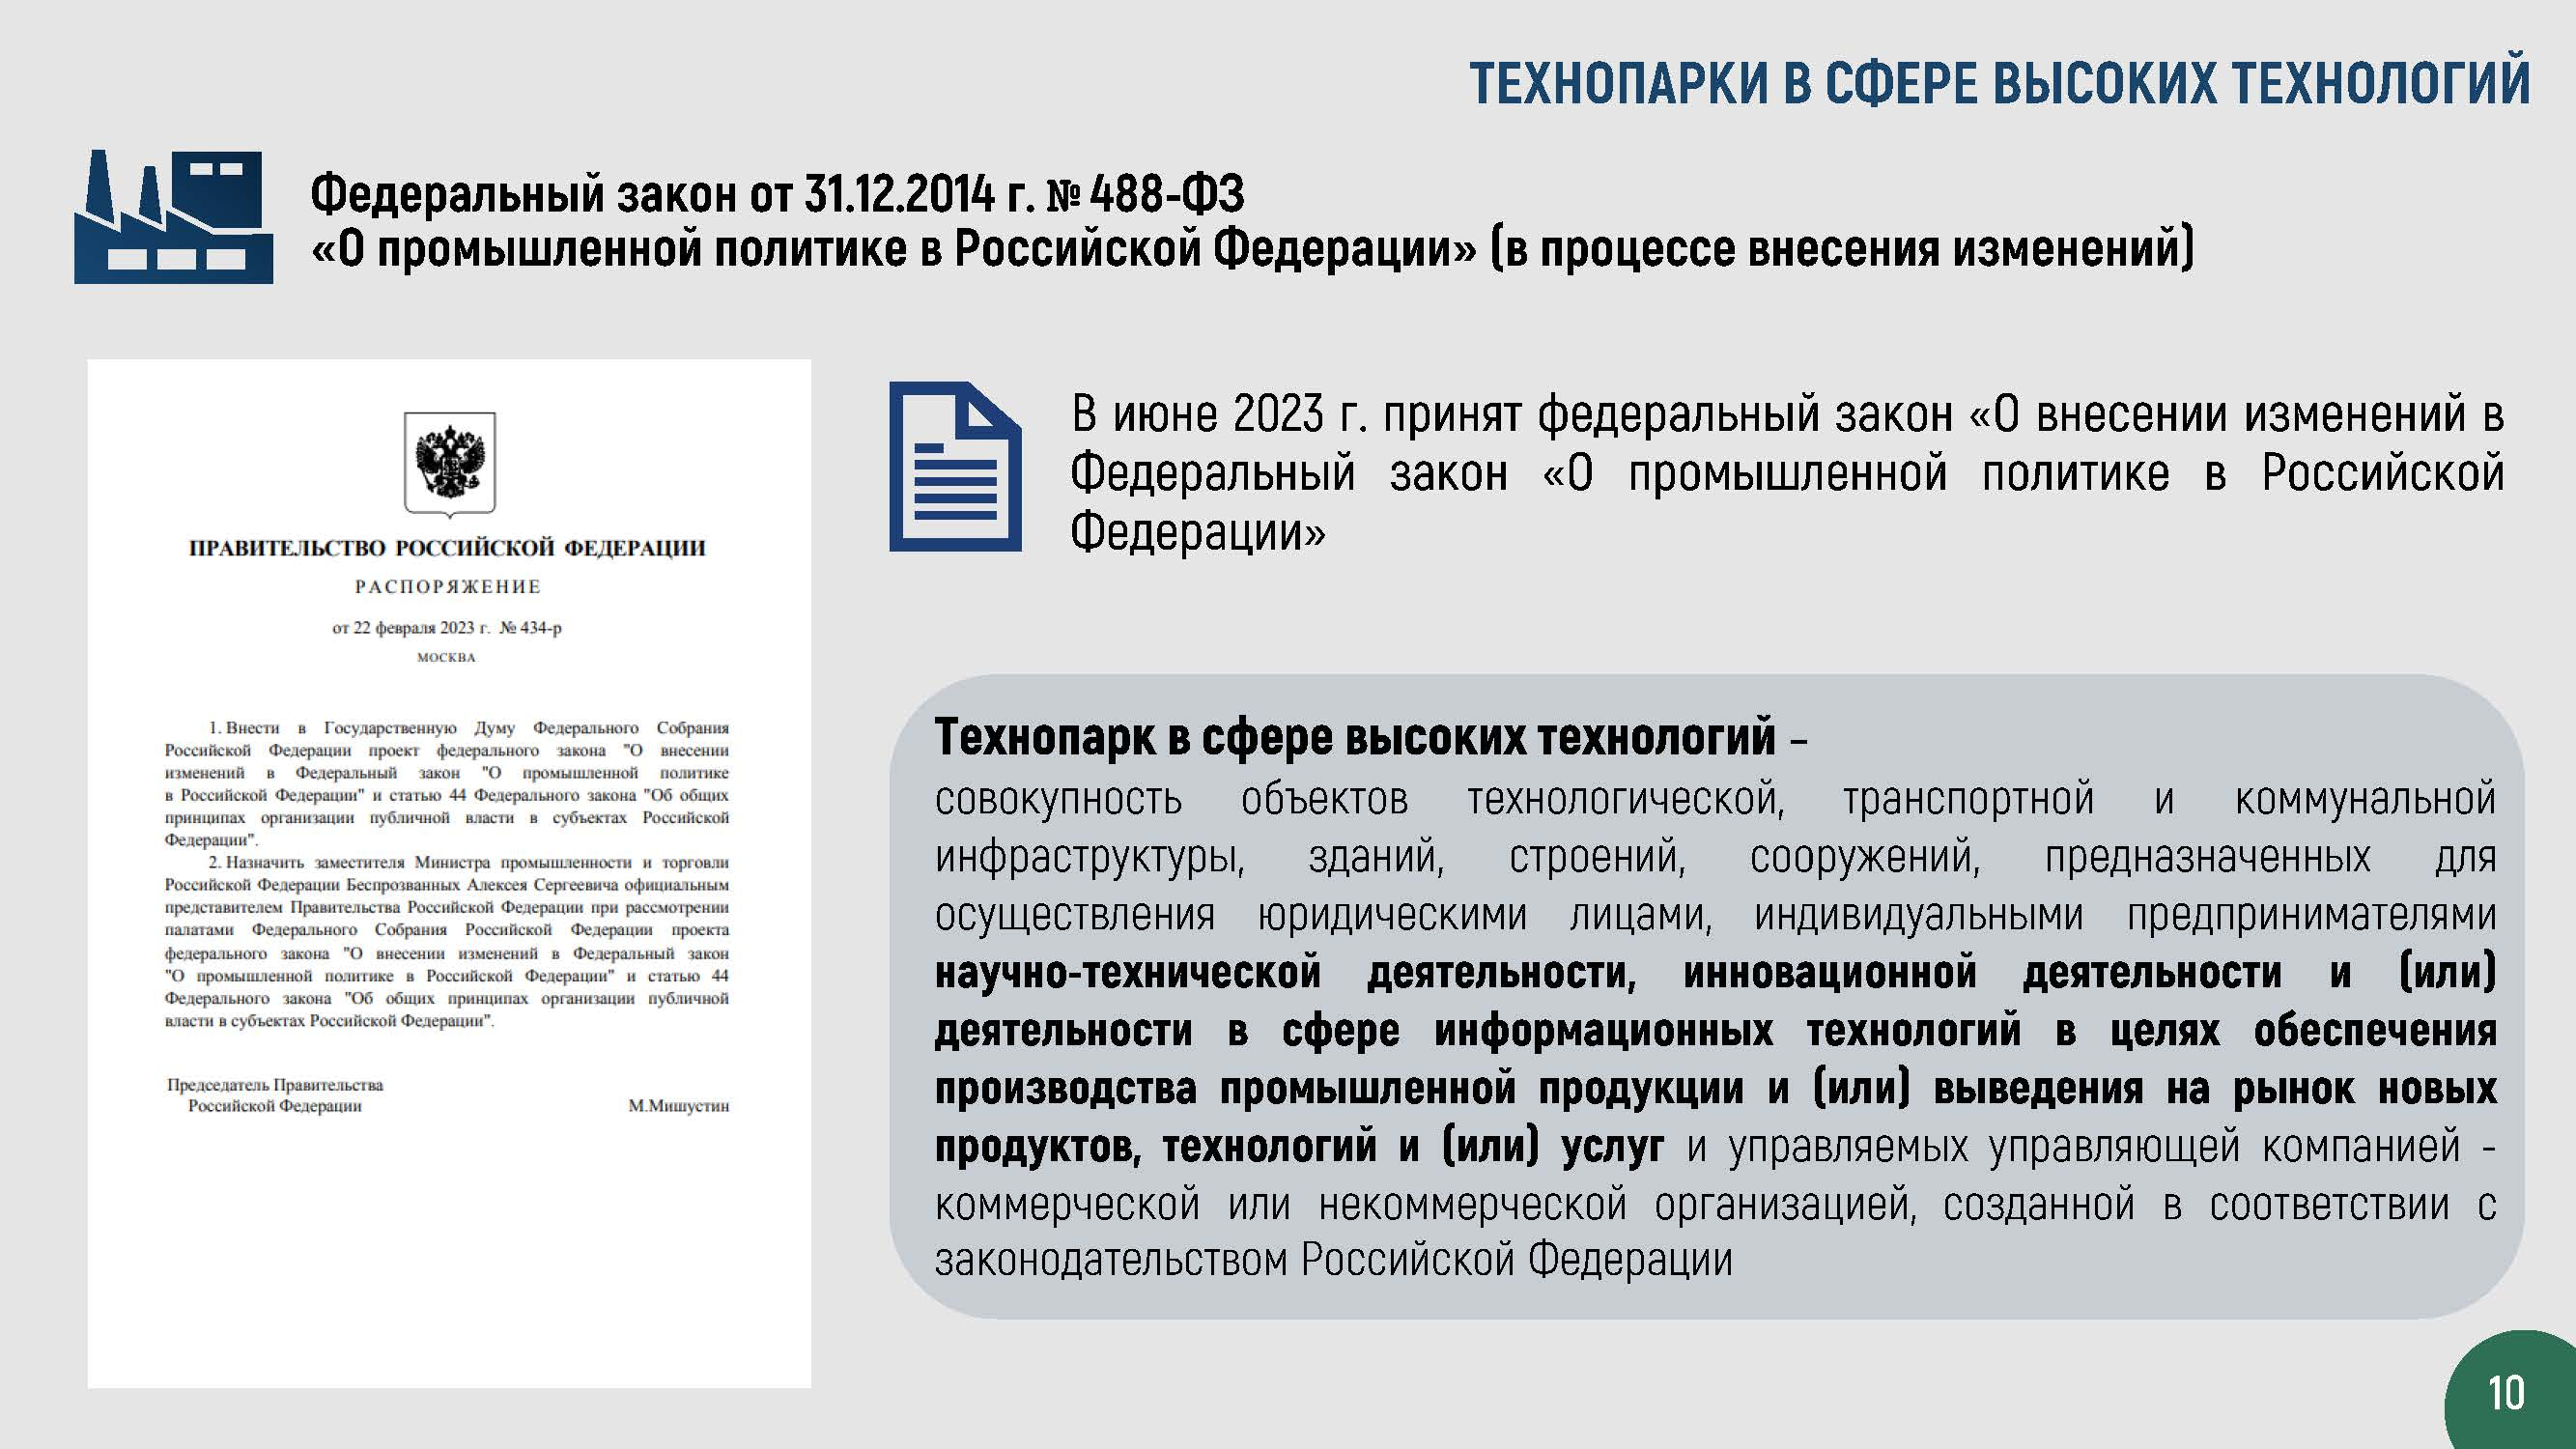 ТЕХНОПАРКИ В СФЕРЕ ВЫСОКИХ ТЕХНОЛОГИЙ
Федеральный закон от 31.12.2014 г. № 488-ФЗ
«О промышленной политике в Российской Федерации» (в процессе внесения изменений)
ПРАВИТЕЛЬСТВО РОССИЙСКОЙ ФЕДЕРАЦИИ
РАСПОРЯЖЕНИЕ
от 22 февраля 2023 г. № 434-р
МОСКВА
1. Внести в Государственную Думу Федерального Собрания
Российской Федерации проект федерального закона "О внесении
изменений в Федеральный закон "О промышленной политике
в Российской Федерации" и статью 44 Федерального закона "Об общих
принципах организации публичной власти в субъектах Российской
Федерации".
2. Назначить заместителя Министра промышленности и торговли
Российской Федерации Беспрозванных Алексея Сергеевича официальным
представителем Правительства Российской Федерации при рассмотрении
палатами Федерального Собрания Российской Федерации проекта
федерального закона "О внесении изменений в Федеральный закон
"О промышленной политике в Российской Федерации" и статью 44
Федерального закона "Об общих принципах организации публичной
власти в субъектах Российской Федерации".
Председатель Правительства
Российской Федерации М.Мишустин
В июне 2023 г. принят федеральный закон «О внесении изменений в
Федеральный закон «О промышленной политике в Российской
Федерации»
Технопарк в сфере высоких технологий –
совокупность объектов технологической, транспортной и коммунальной
инфраструктуры, зданий, строений, сооружений, предназначенных для
осуществления юридическими лицами, индивидуальными предпринимателями
научно-технической деятельности, инновационной деятельности и (или)
деятельности в сфере информационных технологий в целях обеспечения
производства промышленной продукции и (или) выведения на рынок новых
продуктов, технологий и (или) услуг и управляемых управляющей компанией -
коммерческой или некоммерческой организацией, созданной в соответствии с
законодательством Российской Федерации
10